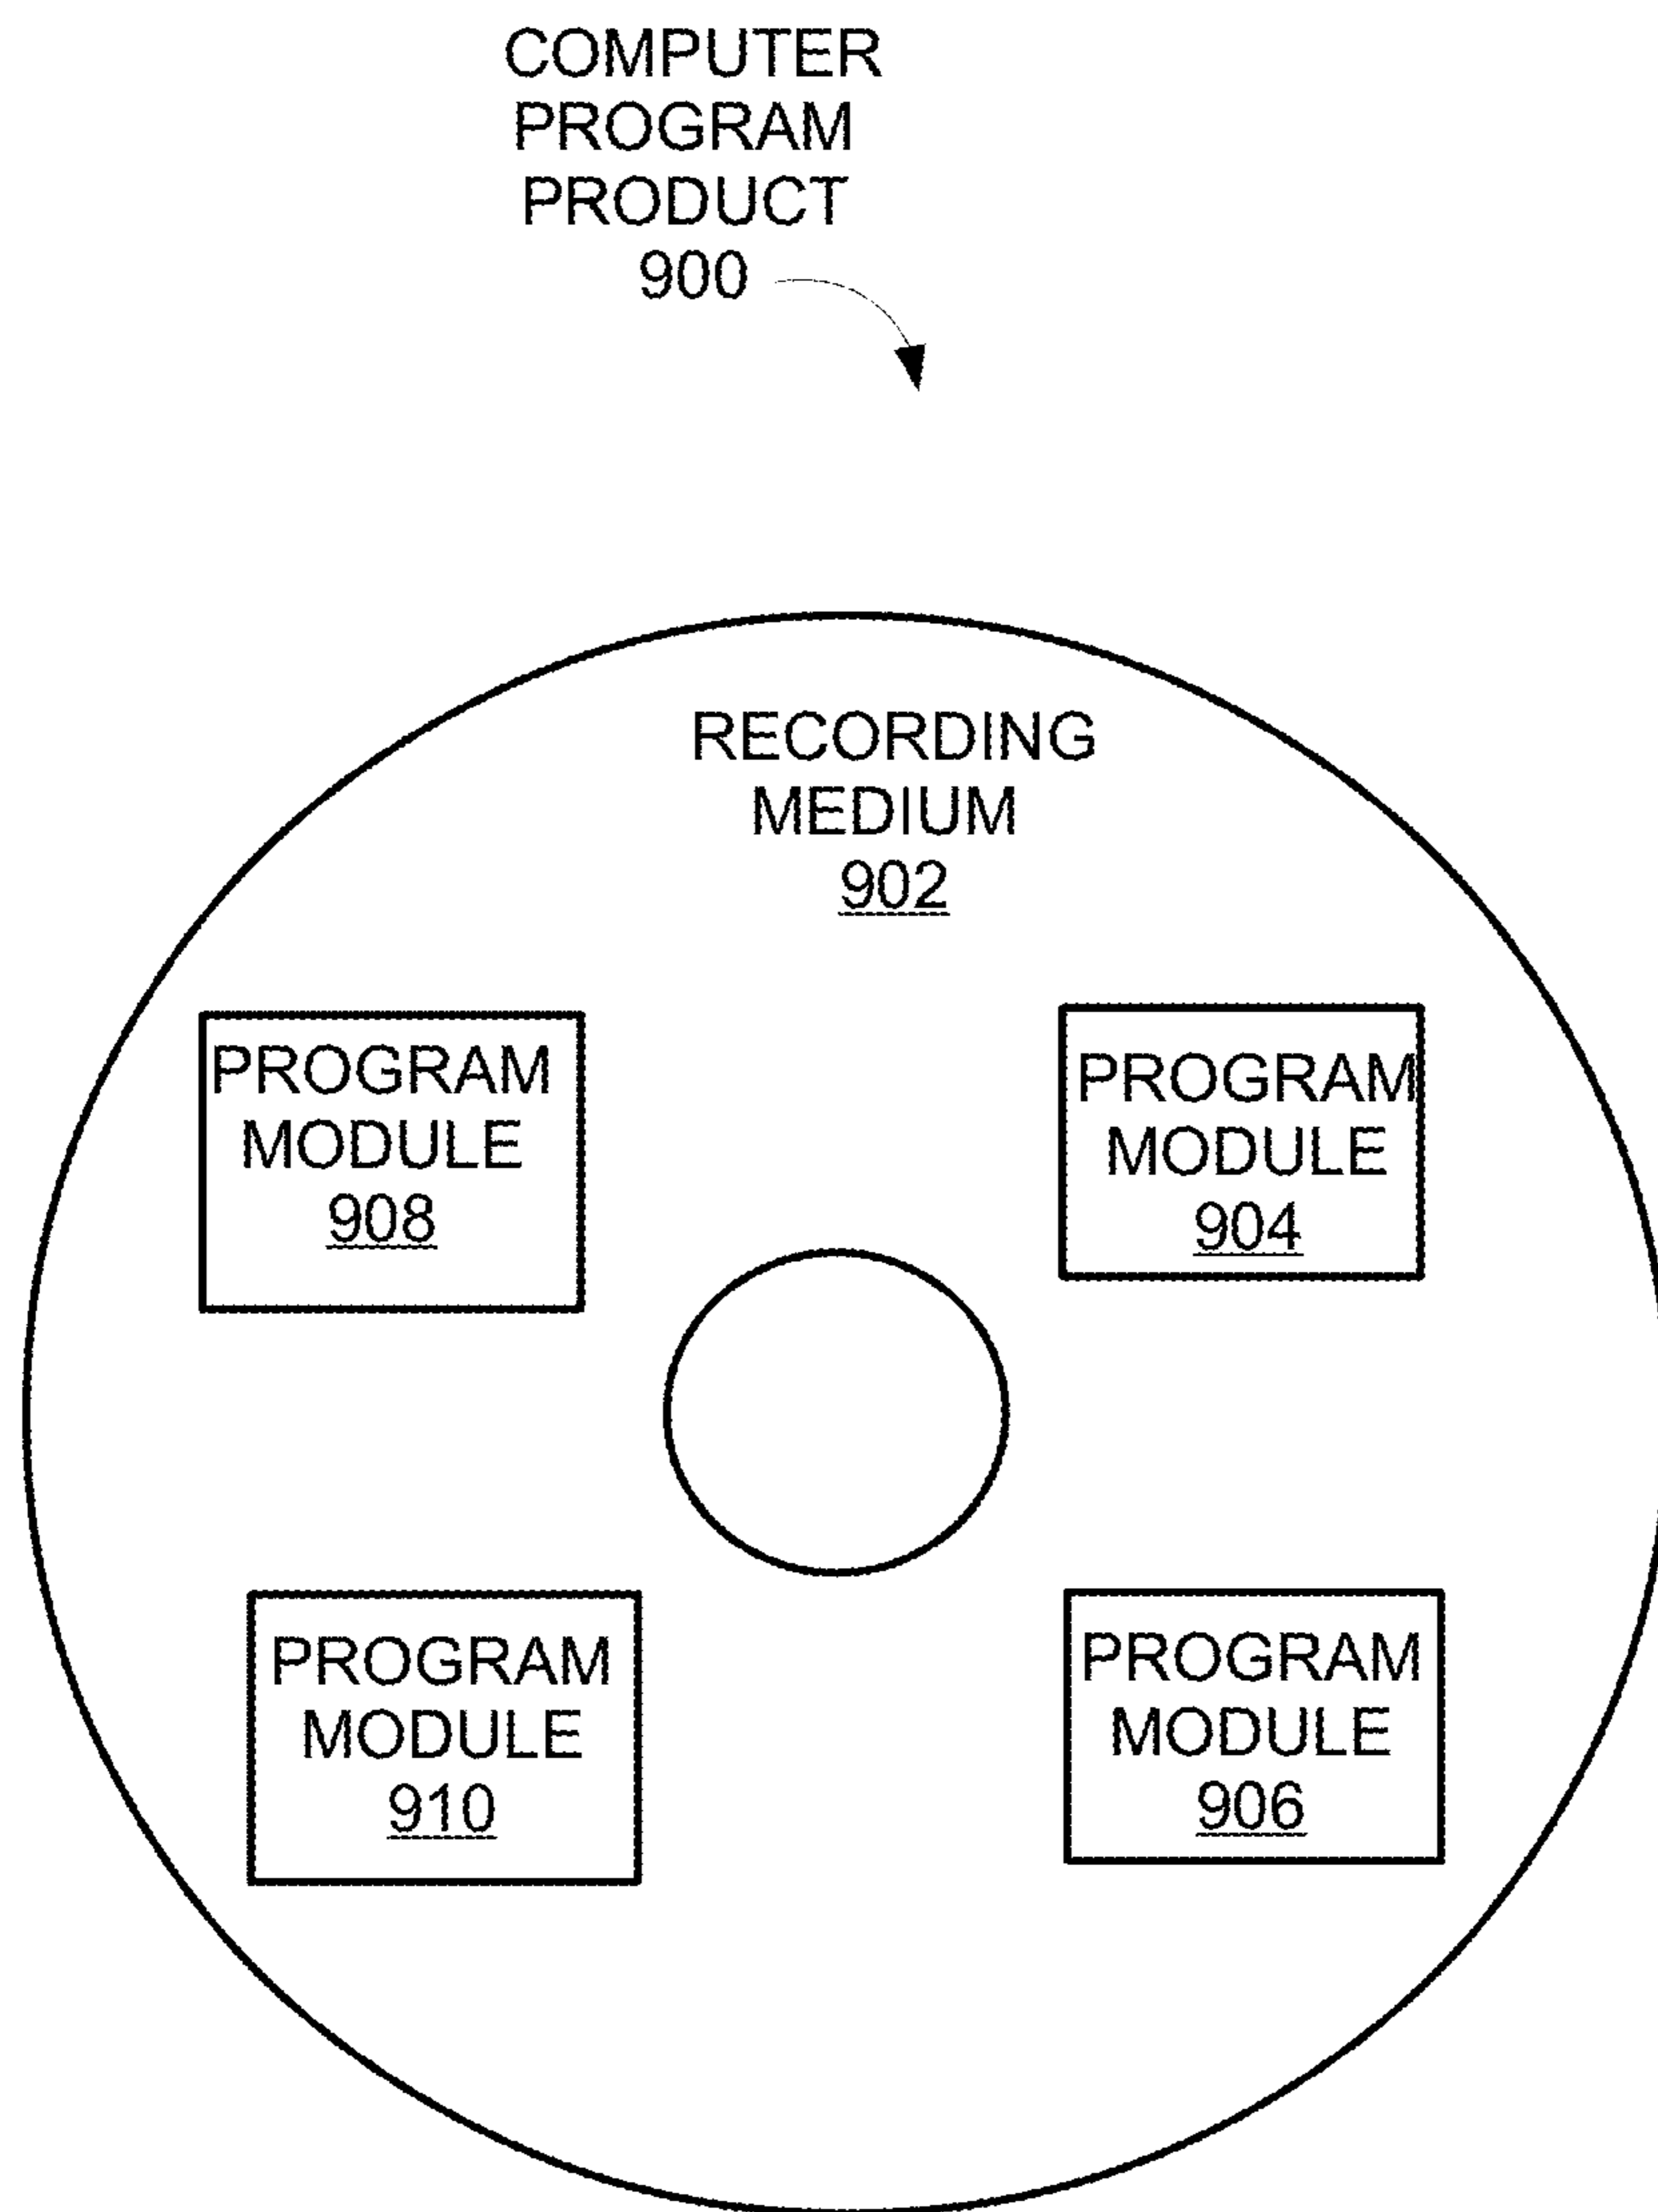 COMPUTER
PROGRAM
PRODUCT
900
RECORDING
MEDIUM
902
PROGRAM
MODULE
908
PROGRAM
MODULE
904
PROGRAM
MODULE
910
PROGRAM
MODULE
906